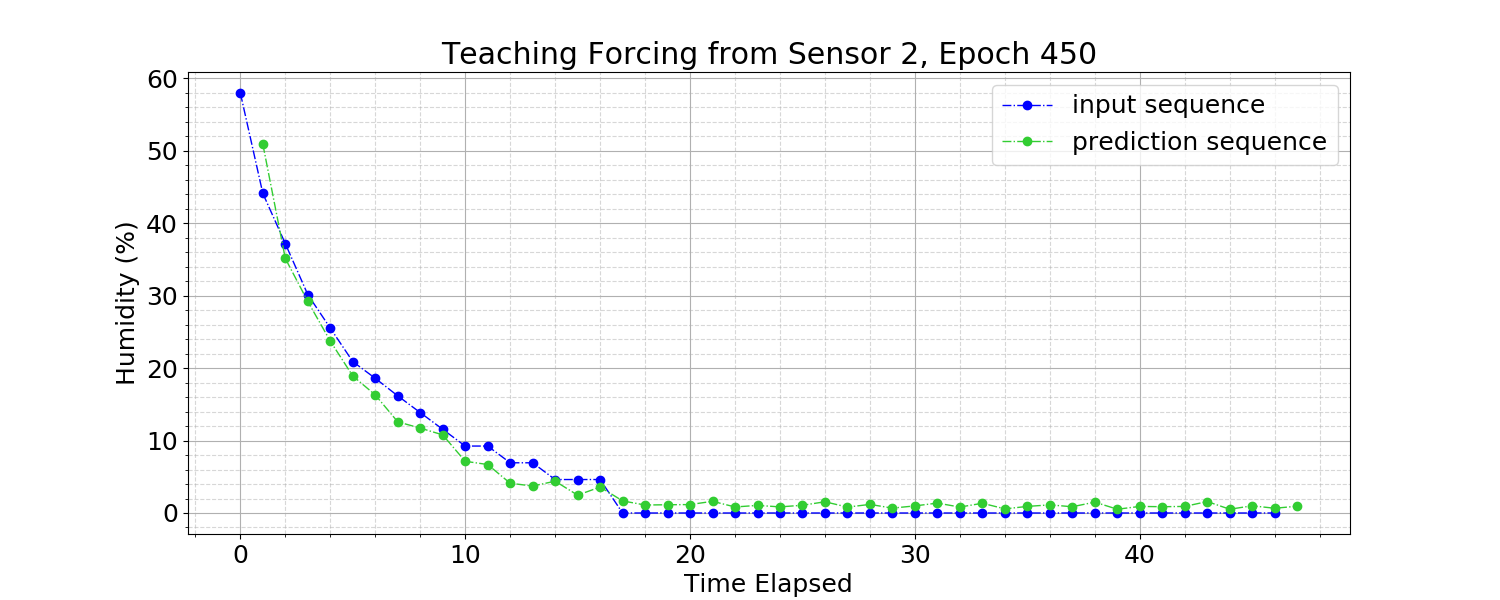 Teaching Forcing from Sensor 2, Epoch 450
input sequence
prediction sequence
Humidity (%)
60
50
40
30
20
10
0
0 10 20 30 40
Time Elapsed